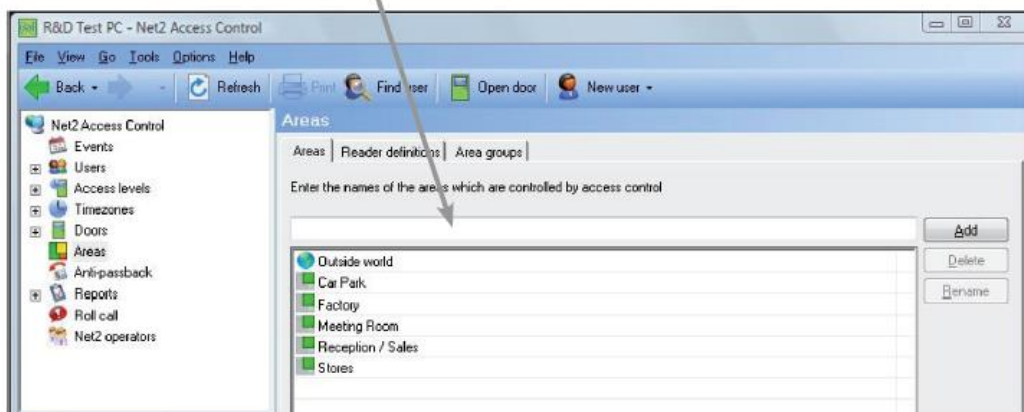 R&D Test PC - Net2 Access Control
File View Go Tools Options Help
Back Refresh Print Find user Open door New user
Net2 Access Control
Events
Users
Access levels
Timezones
Doors
Areas
Anti-passback
Reports
Roll call
Net2 operators
Areas
Areas Reader definitions Area groups
Enter the names of the areas which are controlled by access control
Add
Delete
Rename
Outside world
Car Park
Factory
Meeting Room
Reception / Sales
Stores